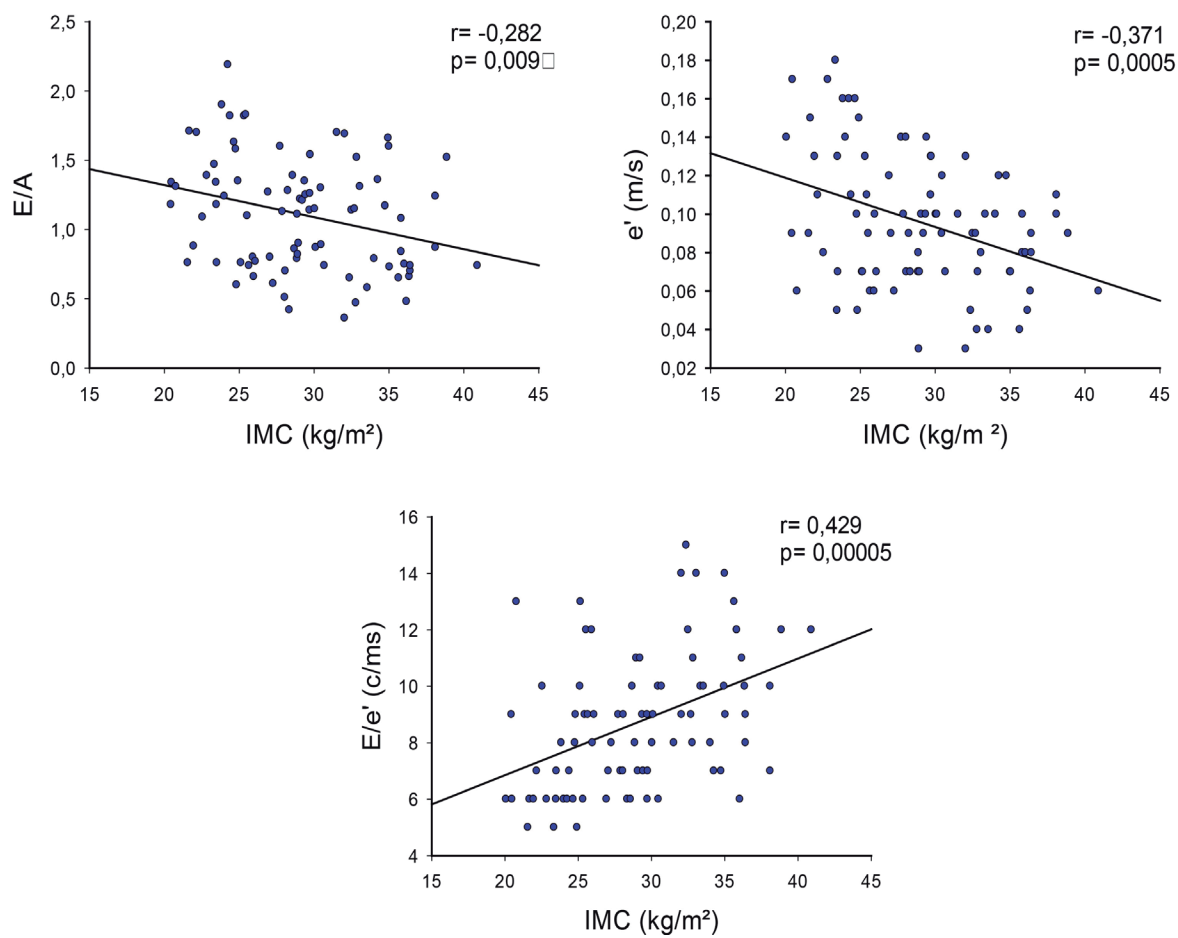 r= -0,282
p= 0,009□
E/A
2,5
2,0
1,5
1,0
0,5
0,0
15 20 25 30 35 40 45
IMC (kg/m²)
r= -0,371
p= 0,0005
e' (m/s)
0,20
0,18
0,16
0,14
0,12
0,10
0,08
0,06
0,04
0,02
15 20 25 30 35 40 45
IMC (kg/m ²)
r= 0,429
p= 0,00005
E/e' (c/ms)
16
14
12
10
8
6
4
15 20 25 30 35 40 45
IMC (kg/m²)